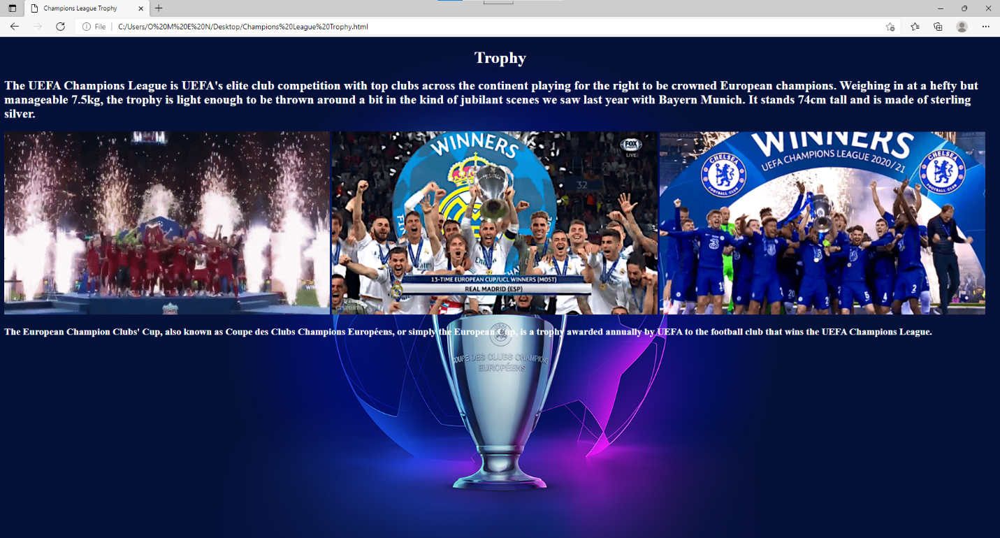 Champions League Trophy
File
C:/Users/O%20M%20E%20N/Desktop/Champions%20League%20Trophy.html
Trophy
The UEFA Champions League is UEFA's elite club competition with top clubs across the continent playing for the right to be crowned European champions. Weighing in at a hefty but
manageable 7.5kg, the trophy is light enough to be thrown around a bit in the kind of jubilant scenes we saw last year with Bayern Munich. It stands 74cm tall and is made of sterling
silver.
WINNERS
FOX
SPORTS
LIVE
32
13-TIME EUROPEAN CUP/UCL WINNERS (MOST)
REAL MADRID (ESP)
WINNERS
UEFA CHAMPIONS LEAGUE 2020/21
CHELSEA
FOOTBALL CLUB
CHELSEA
FOOTBALL CLUB
3
20
5
4
2
The European Champion Clubs' Cup, also known as Coupe des Clubs Champions Européens, or simply the European Cup, is a trophy awarded annually by UEFA to the football club that wins the UEFA Champions League.
COUPE DES CLUBS CHAMPIONS
EUROPÉENS